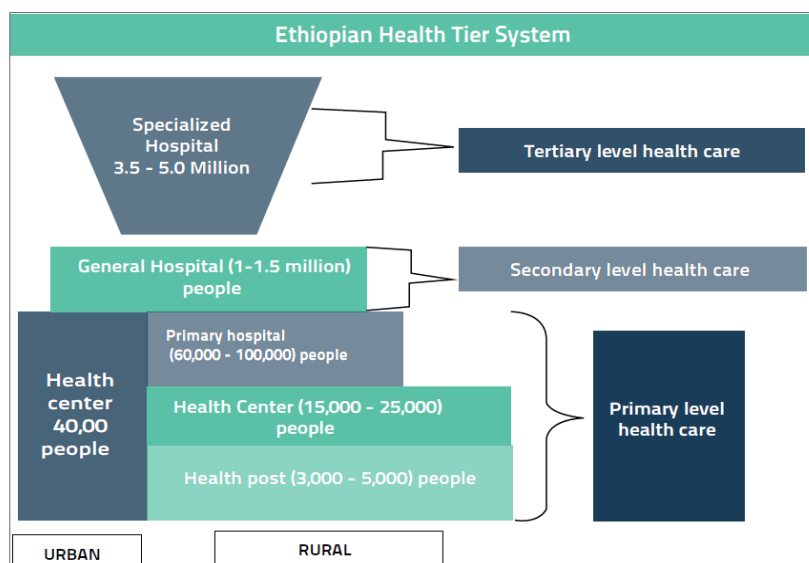 Ethiopian Health Tier System
Specialized
Hospital
3.5 - 5.0 Million
Tertiary level health care
General Hospital (1-1.5 million)
people
Secondary level health care
Primary hospital
(60,000 - 100,000) people
Health
center
40,00
people
Health Center (15,000 - 25,000)
people
Primary level
health care
Health post (3,000 - 5,000) people
URBAN
RURAL